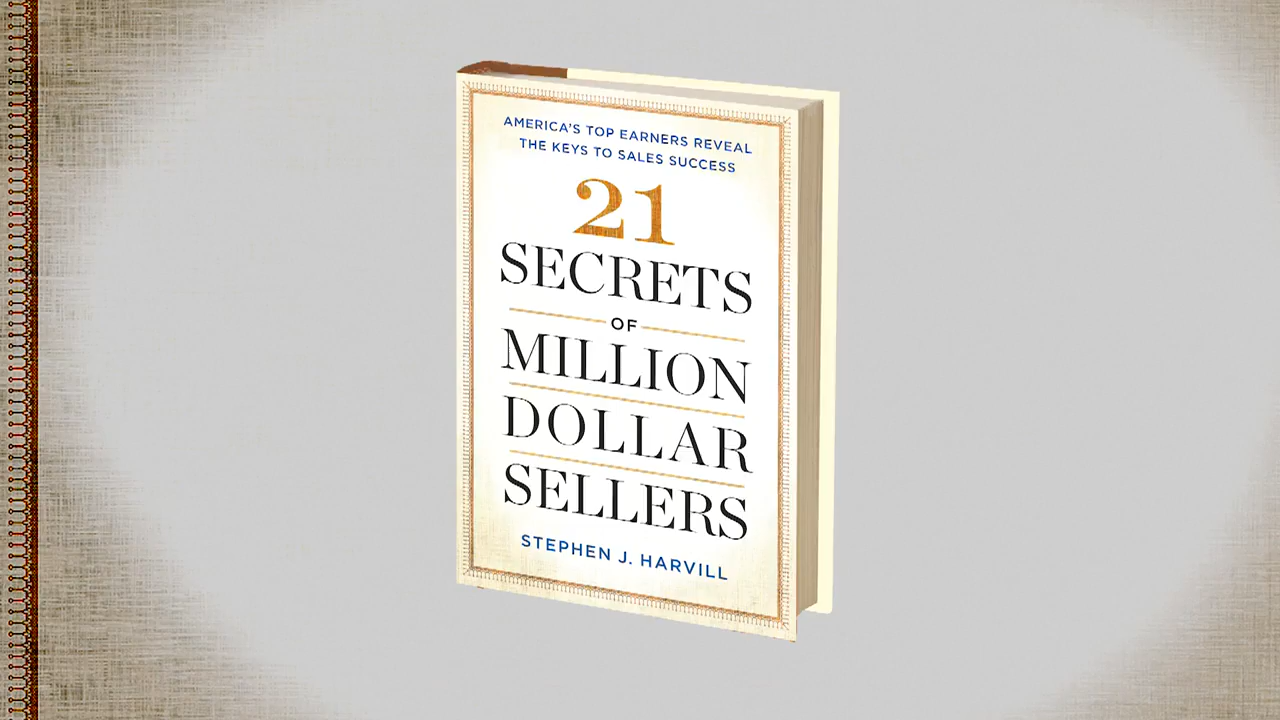 AMERICA'S TOP EARNERS REVEAL
THE KEYS TO SALES SUCCESS
21
SECRETS
OF
MILLION
DOLLAR
SELLERS
STEPHEN J. HARVILL